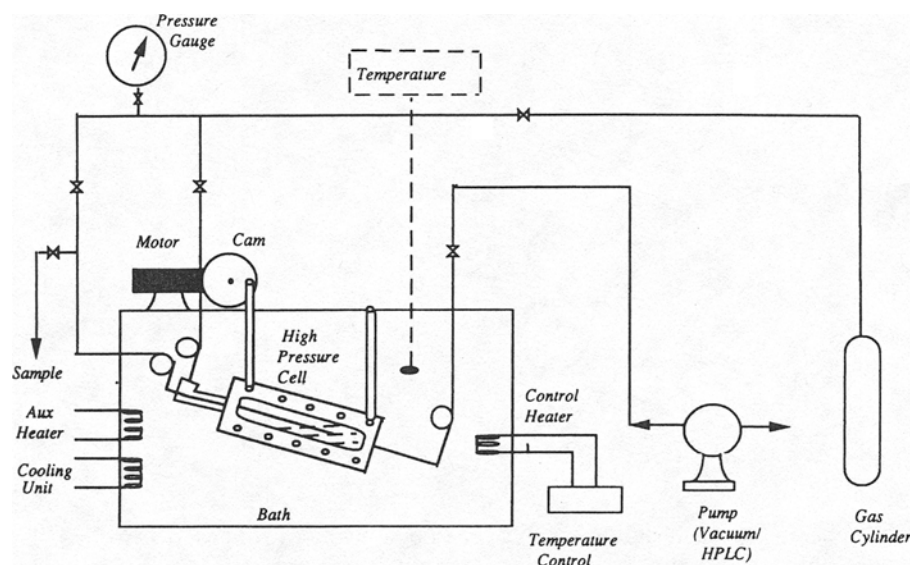 Pressure
Gauge
Temperature
Motor
Cam
High
Pressure
Cell
Sample
Aux
Heater
Cooling
Unit
Control
Heater
Bath
Temperature
Control
Pump
(Vacuum/
HPLC)
Gas
Cylinder